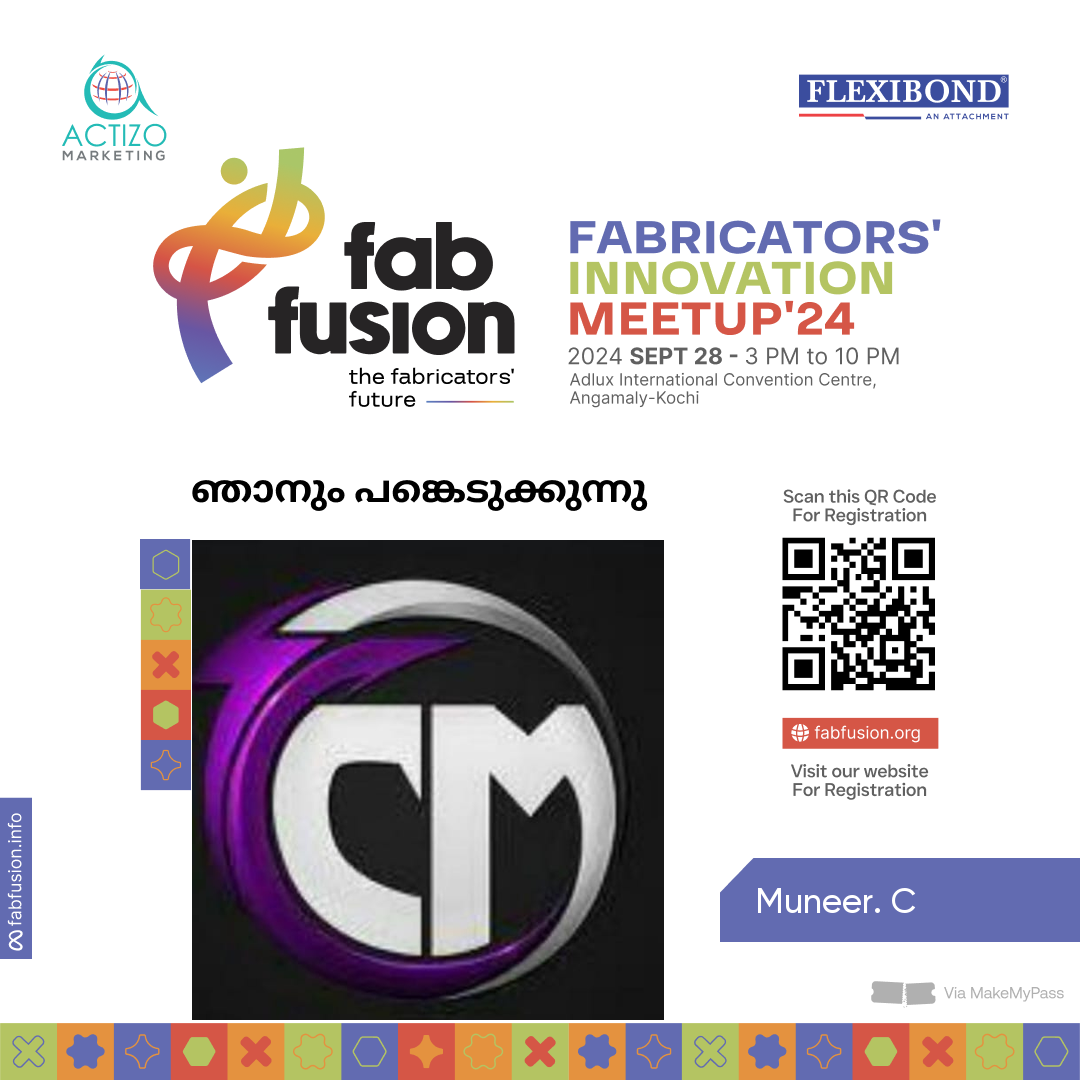 ACTIZO
MARKETING
FLEXIBOND®
AN ATTACHMENT
fab
fusion
the fabricators'
future
FABRICATORS'
INNOVATION
MEETUP'24
2024 SEPT 28 - 3 PM to 10 PM
Adlux International Convention Centre,
Angamaly-Kochi
ഞാനും പങ്കെടുക്കുന്നു
Scan this QR Code
For Registration
CM
fabfusion.org
Visit our website
For Registration
fabfusion.info
Muneer. C
Via MakeMyPass